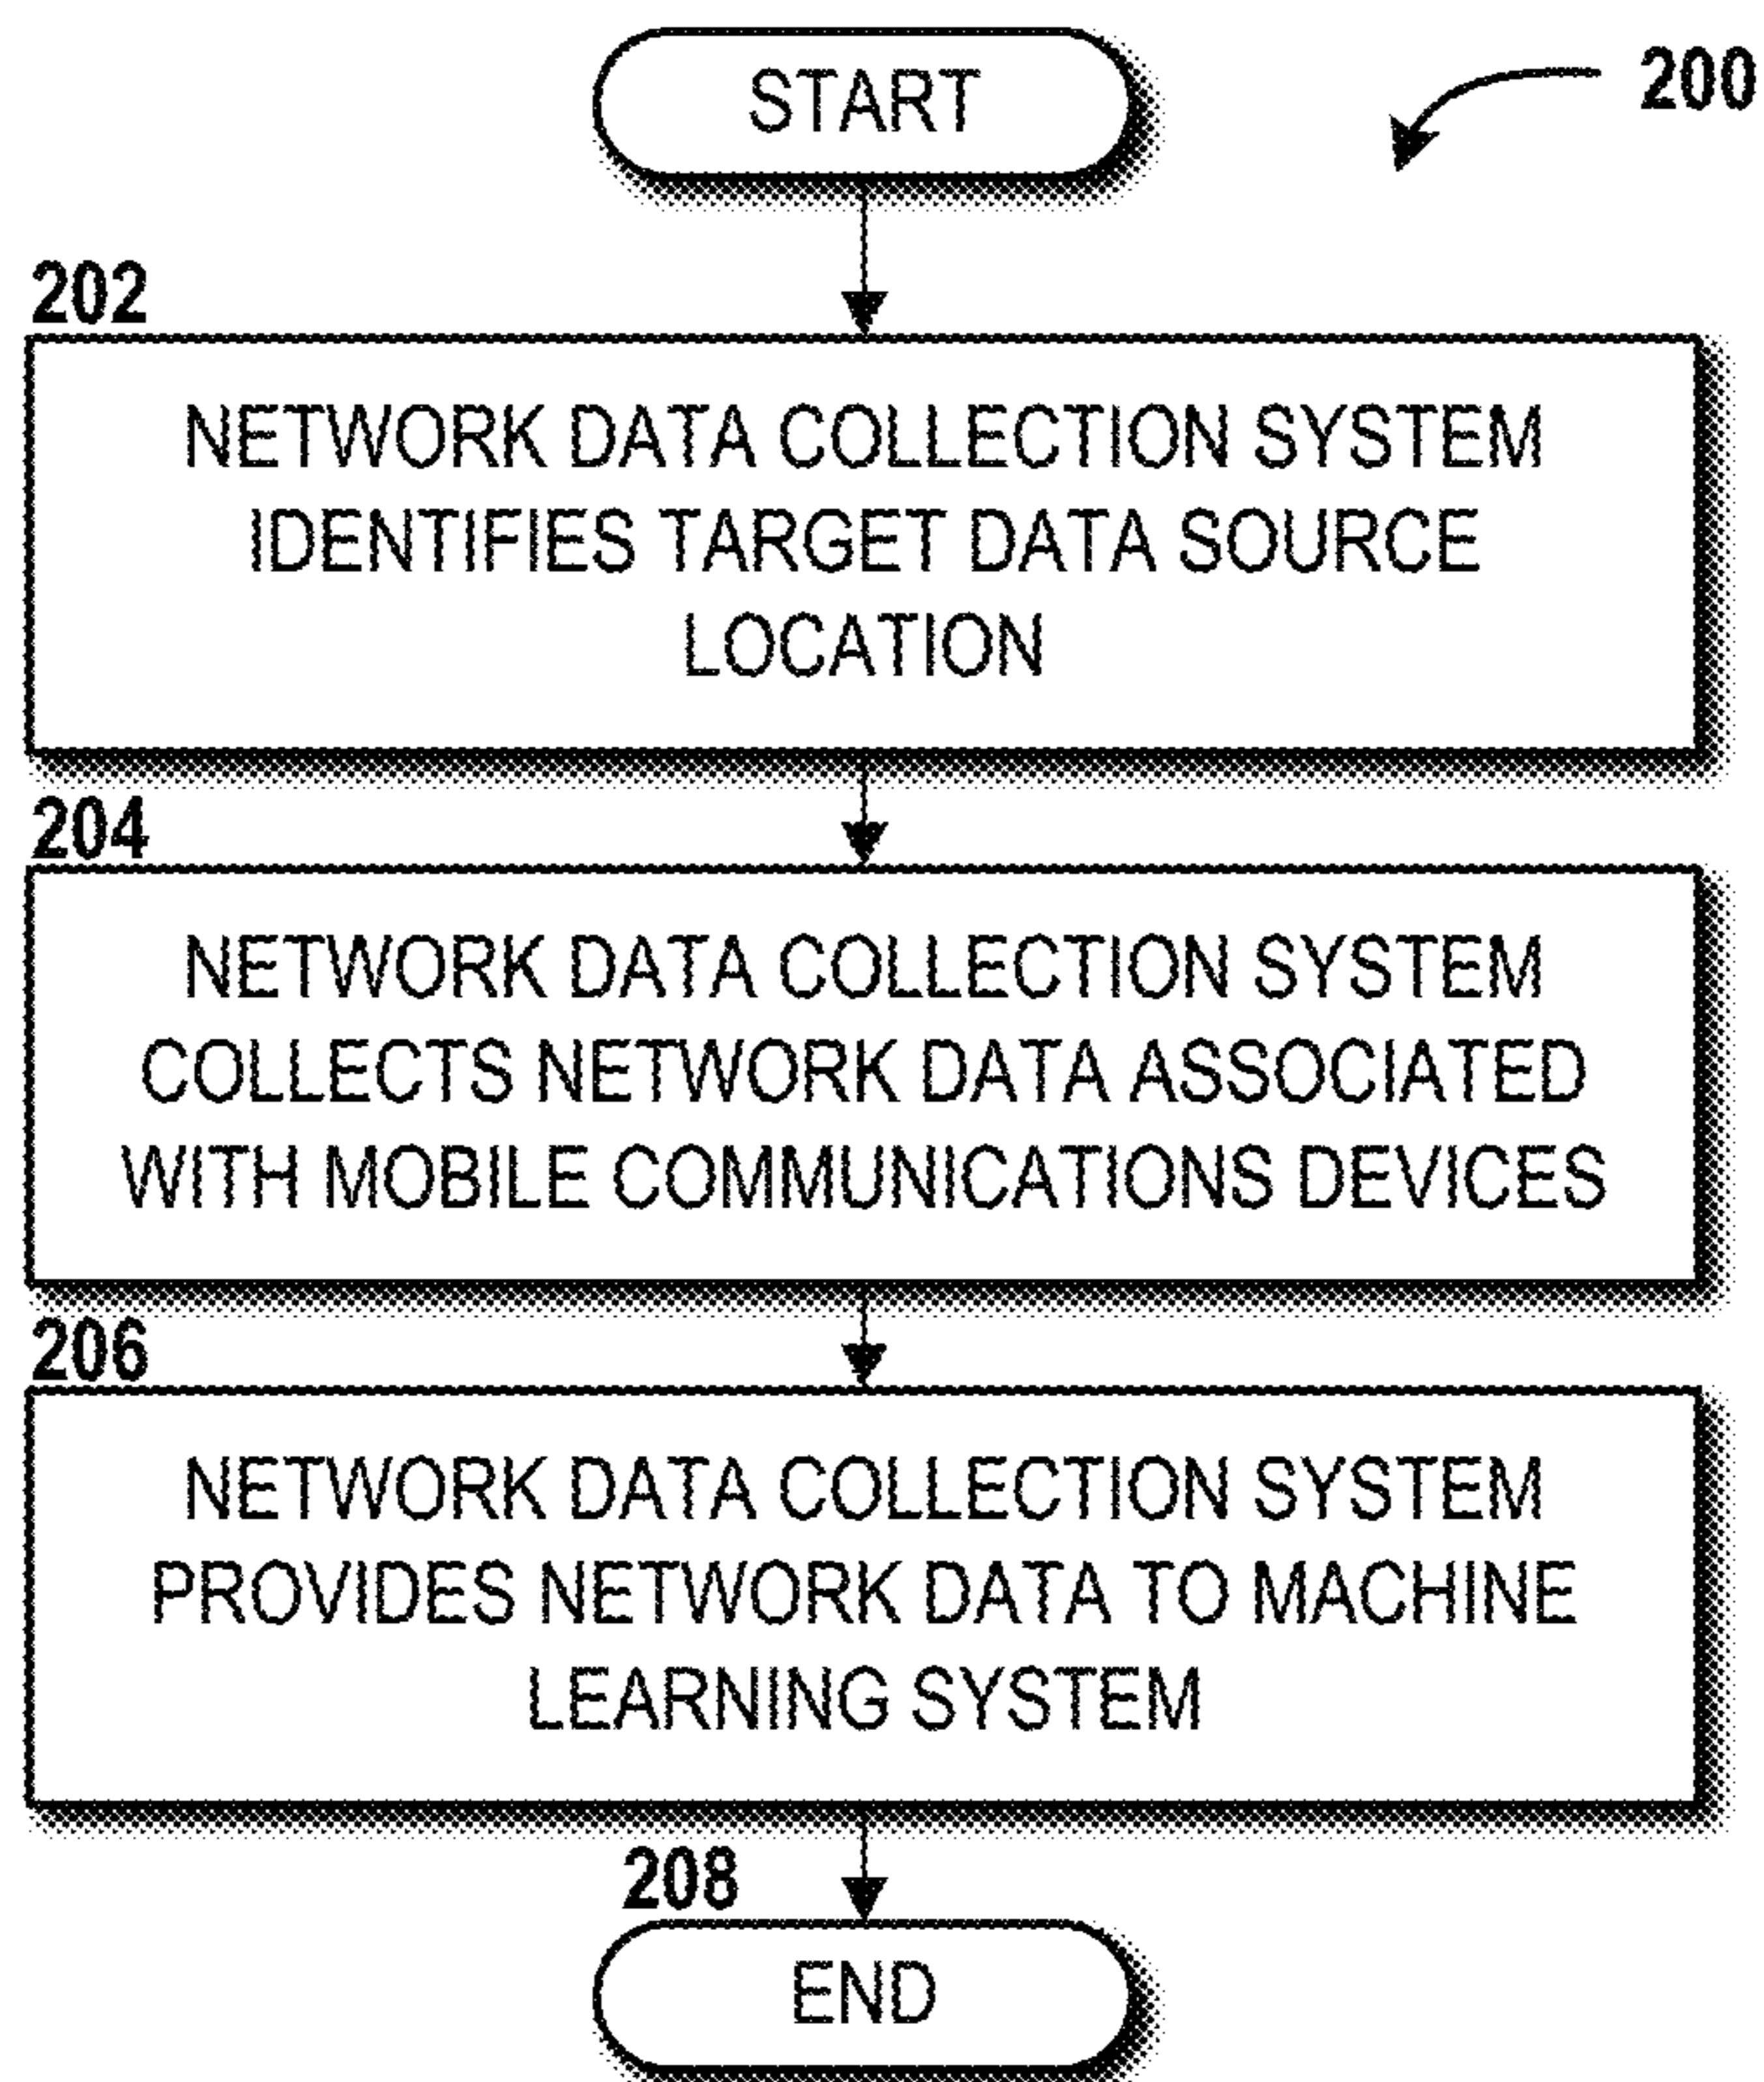 START
200
202
NETWORK DATA COLLECTION SYSTEM
IDENTIFIES TARGET DATA SOURCE
LOCATION
204
NETWORK DATA COLLECTION SYSTEM
COLLECTS NETWORK DATA ASSOCIATED
WITH MOBILE COMMUNICATIONS DEVICES
206
NETWORK DATA COLLECTION SYSTEM
PROVIDES NETWORK DATA TO MACHINE
LEARNING SYSTEM
208
END